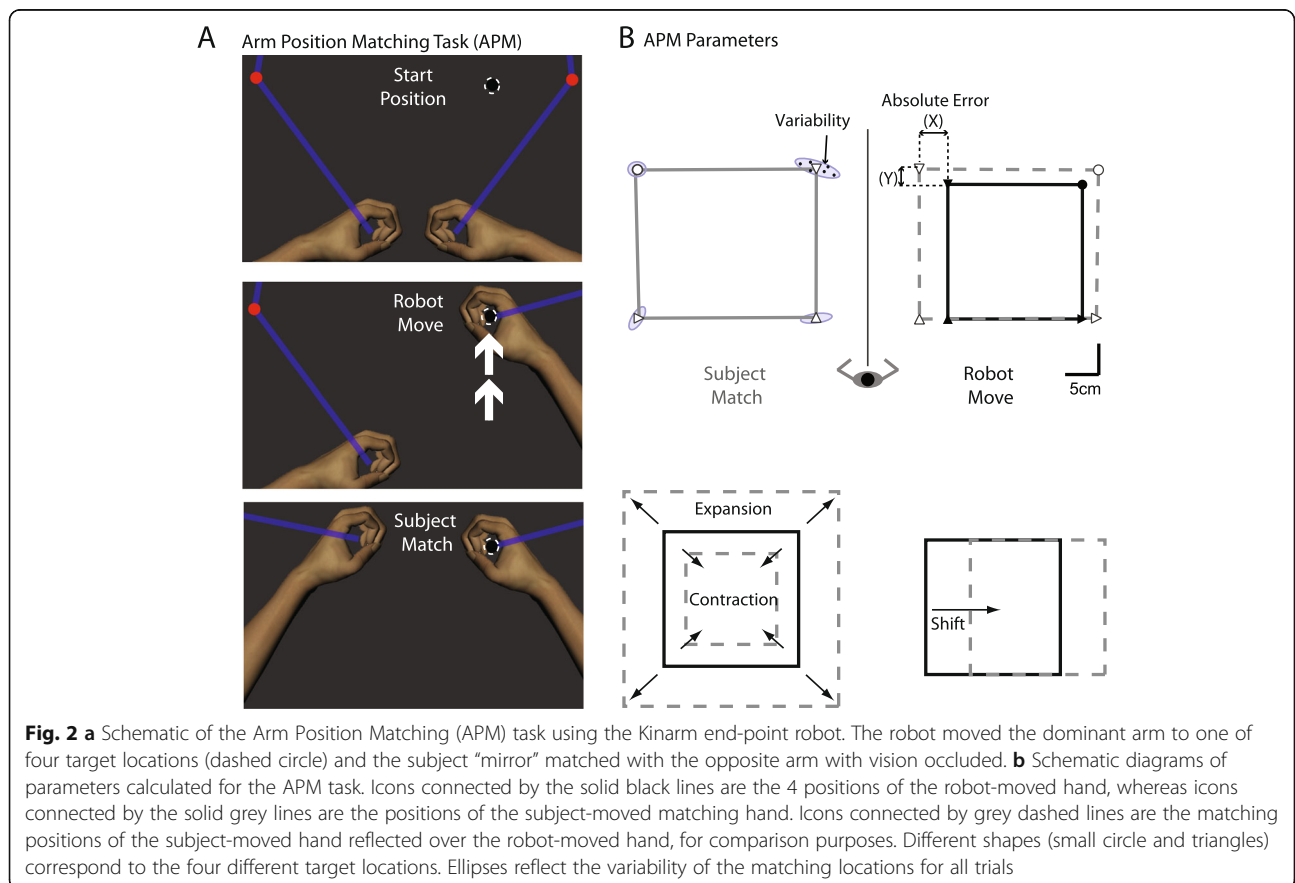 A Arm Position Matching Task (APM)
Start
Position
Robot
Move
Subject
Match
B APM Parameters
Variability
Absolute Error
(X)
(Y)
Subject
Match
Robot
Move
5cm
Expansion
Contraction
Shift
Fig. 2 a Schematic of the Arm Position Matching (APM) task using the Kinarm end-point robot. The robot moved the dominant arm to one of
four target locations (dashed circle) and the subject “mirror” matched with the opposite arm with vision occluded. b Schematic diagrams of
parameters calculated for the APM task. Icons connected by the solid black lines are the 4 positions of the robot-moved hand, whereas icons
connected by the solid grey lines are the positions of the subject-moved matching hand. Icons connected by grey dashed lines are the matching
positions of the subject-moved hand reflected over the robot-moved hand, for comparison purposes. Different shapes (small circle and triangles)
correspond to the four different target locations. Ellipses reflect the variability of the matching locations for all trials